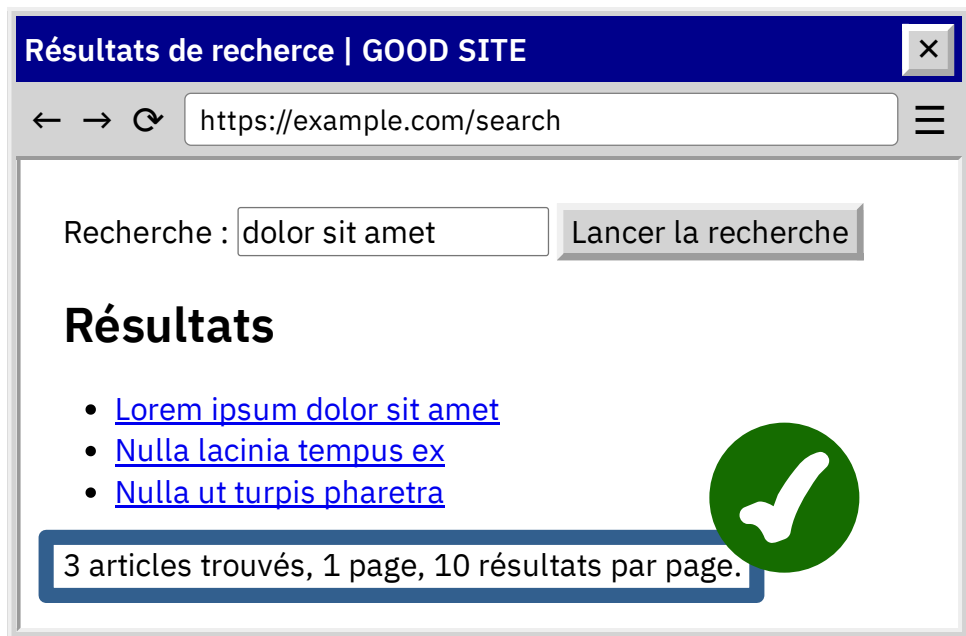 Résultats de recherce | GOOD SITE ×
← → ⟳ https://example.com/search ☰
Recherche : dolor sit amet Lancer la recherche
Résultats
• Lorem ipsum dolor sit amet
• Nulla lacinia tempus ex
• Nulla ut turpis pharetra
3 articles trouvés, 1 page, 10 résultats par page.